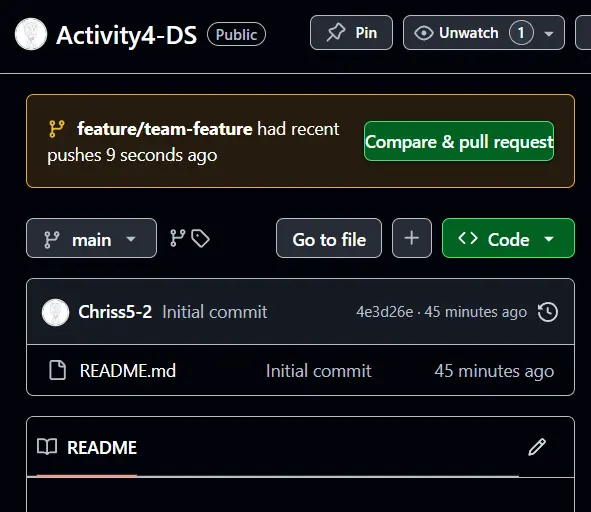 Activity4-DS Public Pin Unwatch 1
feature/team-feature had recent
pushes 9 seconds ago
Compare & pull request
main Go to file Code
Chriss5-2 Initial commit 4e3d26e · 45 minutes ago
README.md Initial commit 45 minutes ago
README